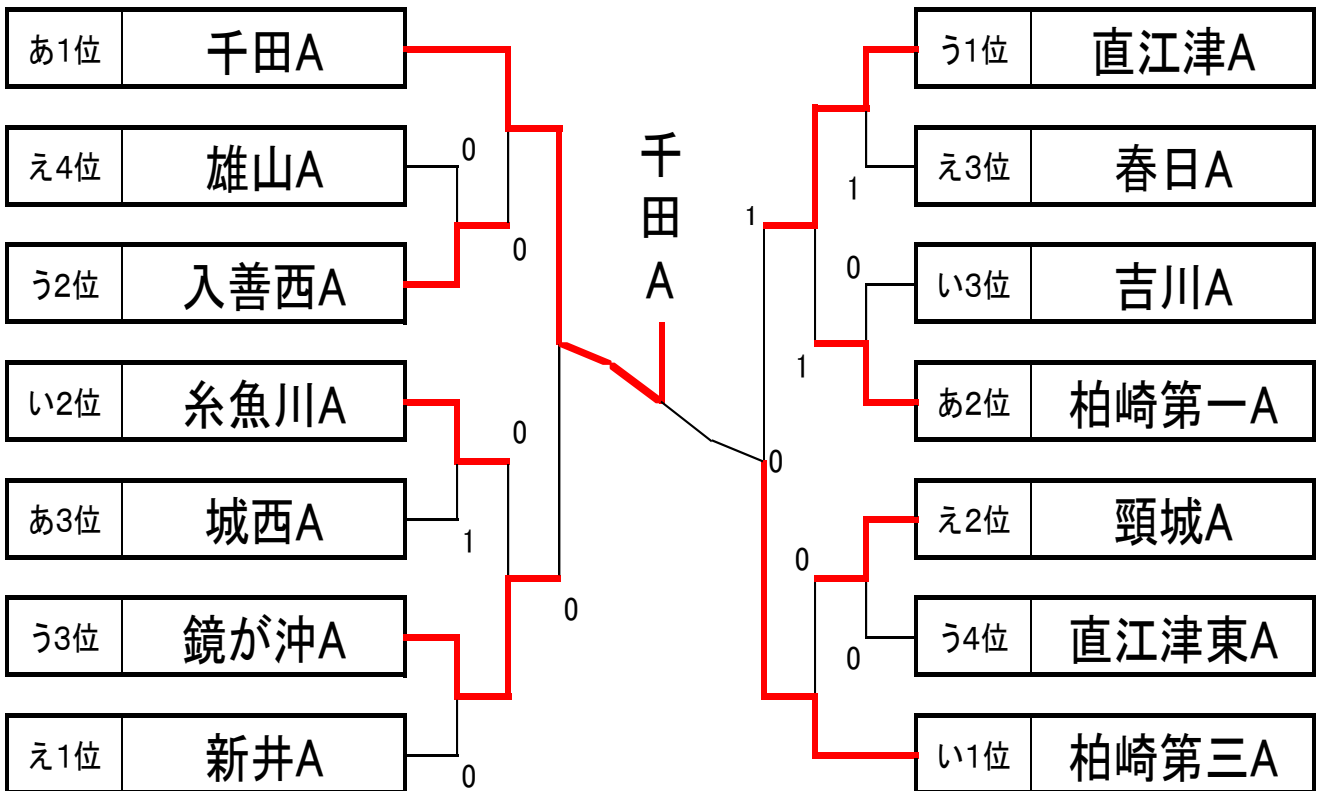 あ1位 千田A
え4位 雄山A
う2位 入善西A
い2位 糸魚川A
あ3位 城西A
う3位 鏡が沖A
え1位 新井A
0
0
0
1
0
0
千田A
1
0
1
0
1
0
0
う1位 直江津A
え3位 春日A
い3位 吉川A
あ2位 柏崎第一A
え2位 頸城A
う4位 直江津東A
い1位 柏崎第三A